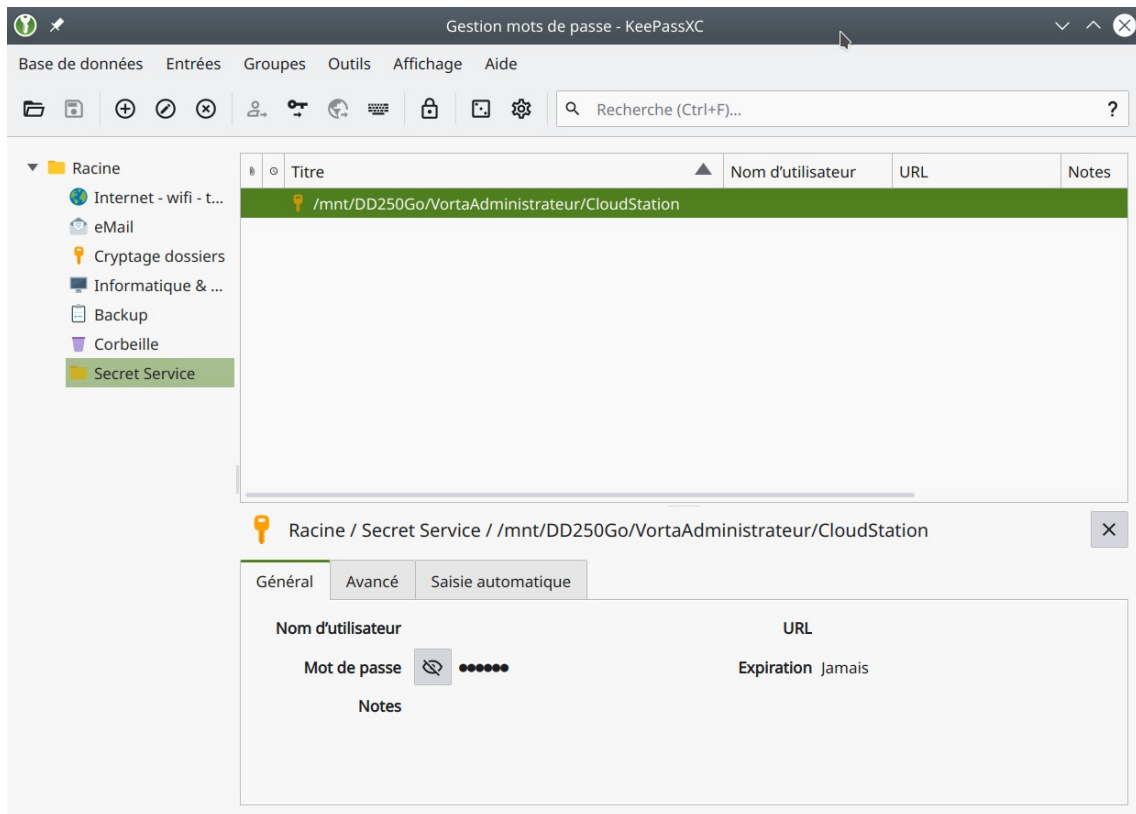 Gestion mots de passe - KeePassXC
Base de données Entrées Groupes Outils Affichage Aide
Recherche (Ctrl+F)... ?
Racine
Internet - wifi - t...
eMail
Cryptage dossiers
Informatique & ...
Backup
Corbeille
Secret Service
Titre Nom d’utilisateur URL Notes
/mnt/DD250Go/VortaAdministrateur/CloudStation
Racine / Secret Service / /mnt/DD250Go/VortaAdministrateur/CloudStation
Général Avancé Saisie automatique
Nom d’utilisateur URL
Mot de passe ●●●●●● Expiration Jamais
Notes